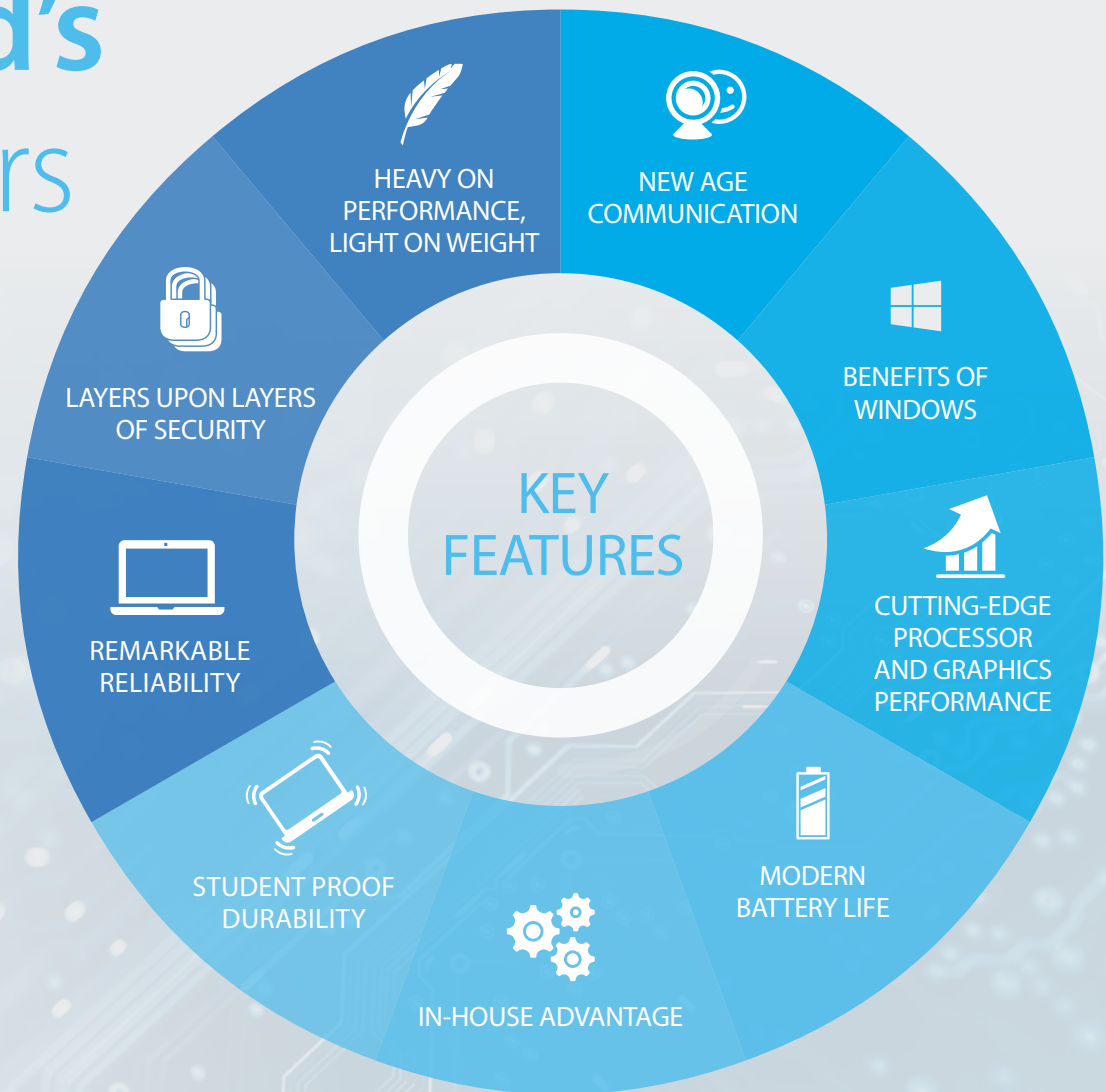 d's
rs
HEAVY ON
PERFORMANCE,
LIGHT ON WEIGHT
NEW AGE
COMMUNICATION
BENEFITS OF
WINDOWS
CUTTING-EDGE
PROCESSOR
AND GRAPHICS
PERFORMANCE
MODERN
BATTERY LIFE
IN-HOUSE ADVANTAGE
STUDENT PROOF
DURABILITY
REMARKABLE
RELIABILITY
LAYERS UPON LAYERS
OF SECURITY
KEY
FEATURES